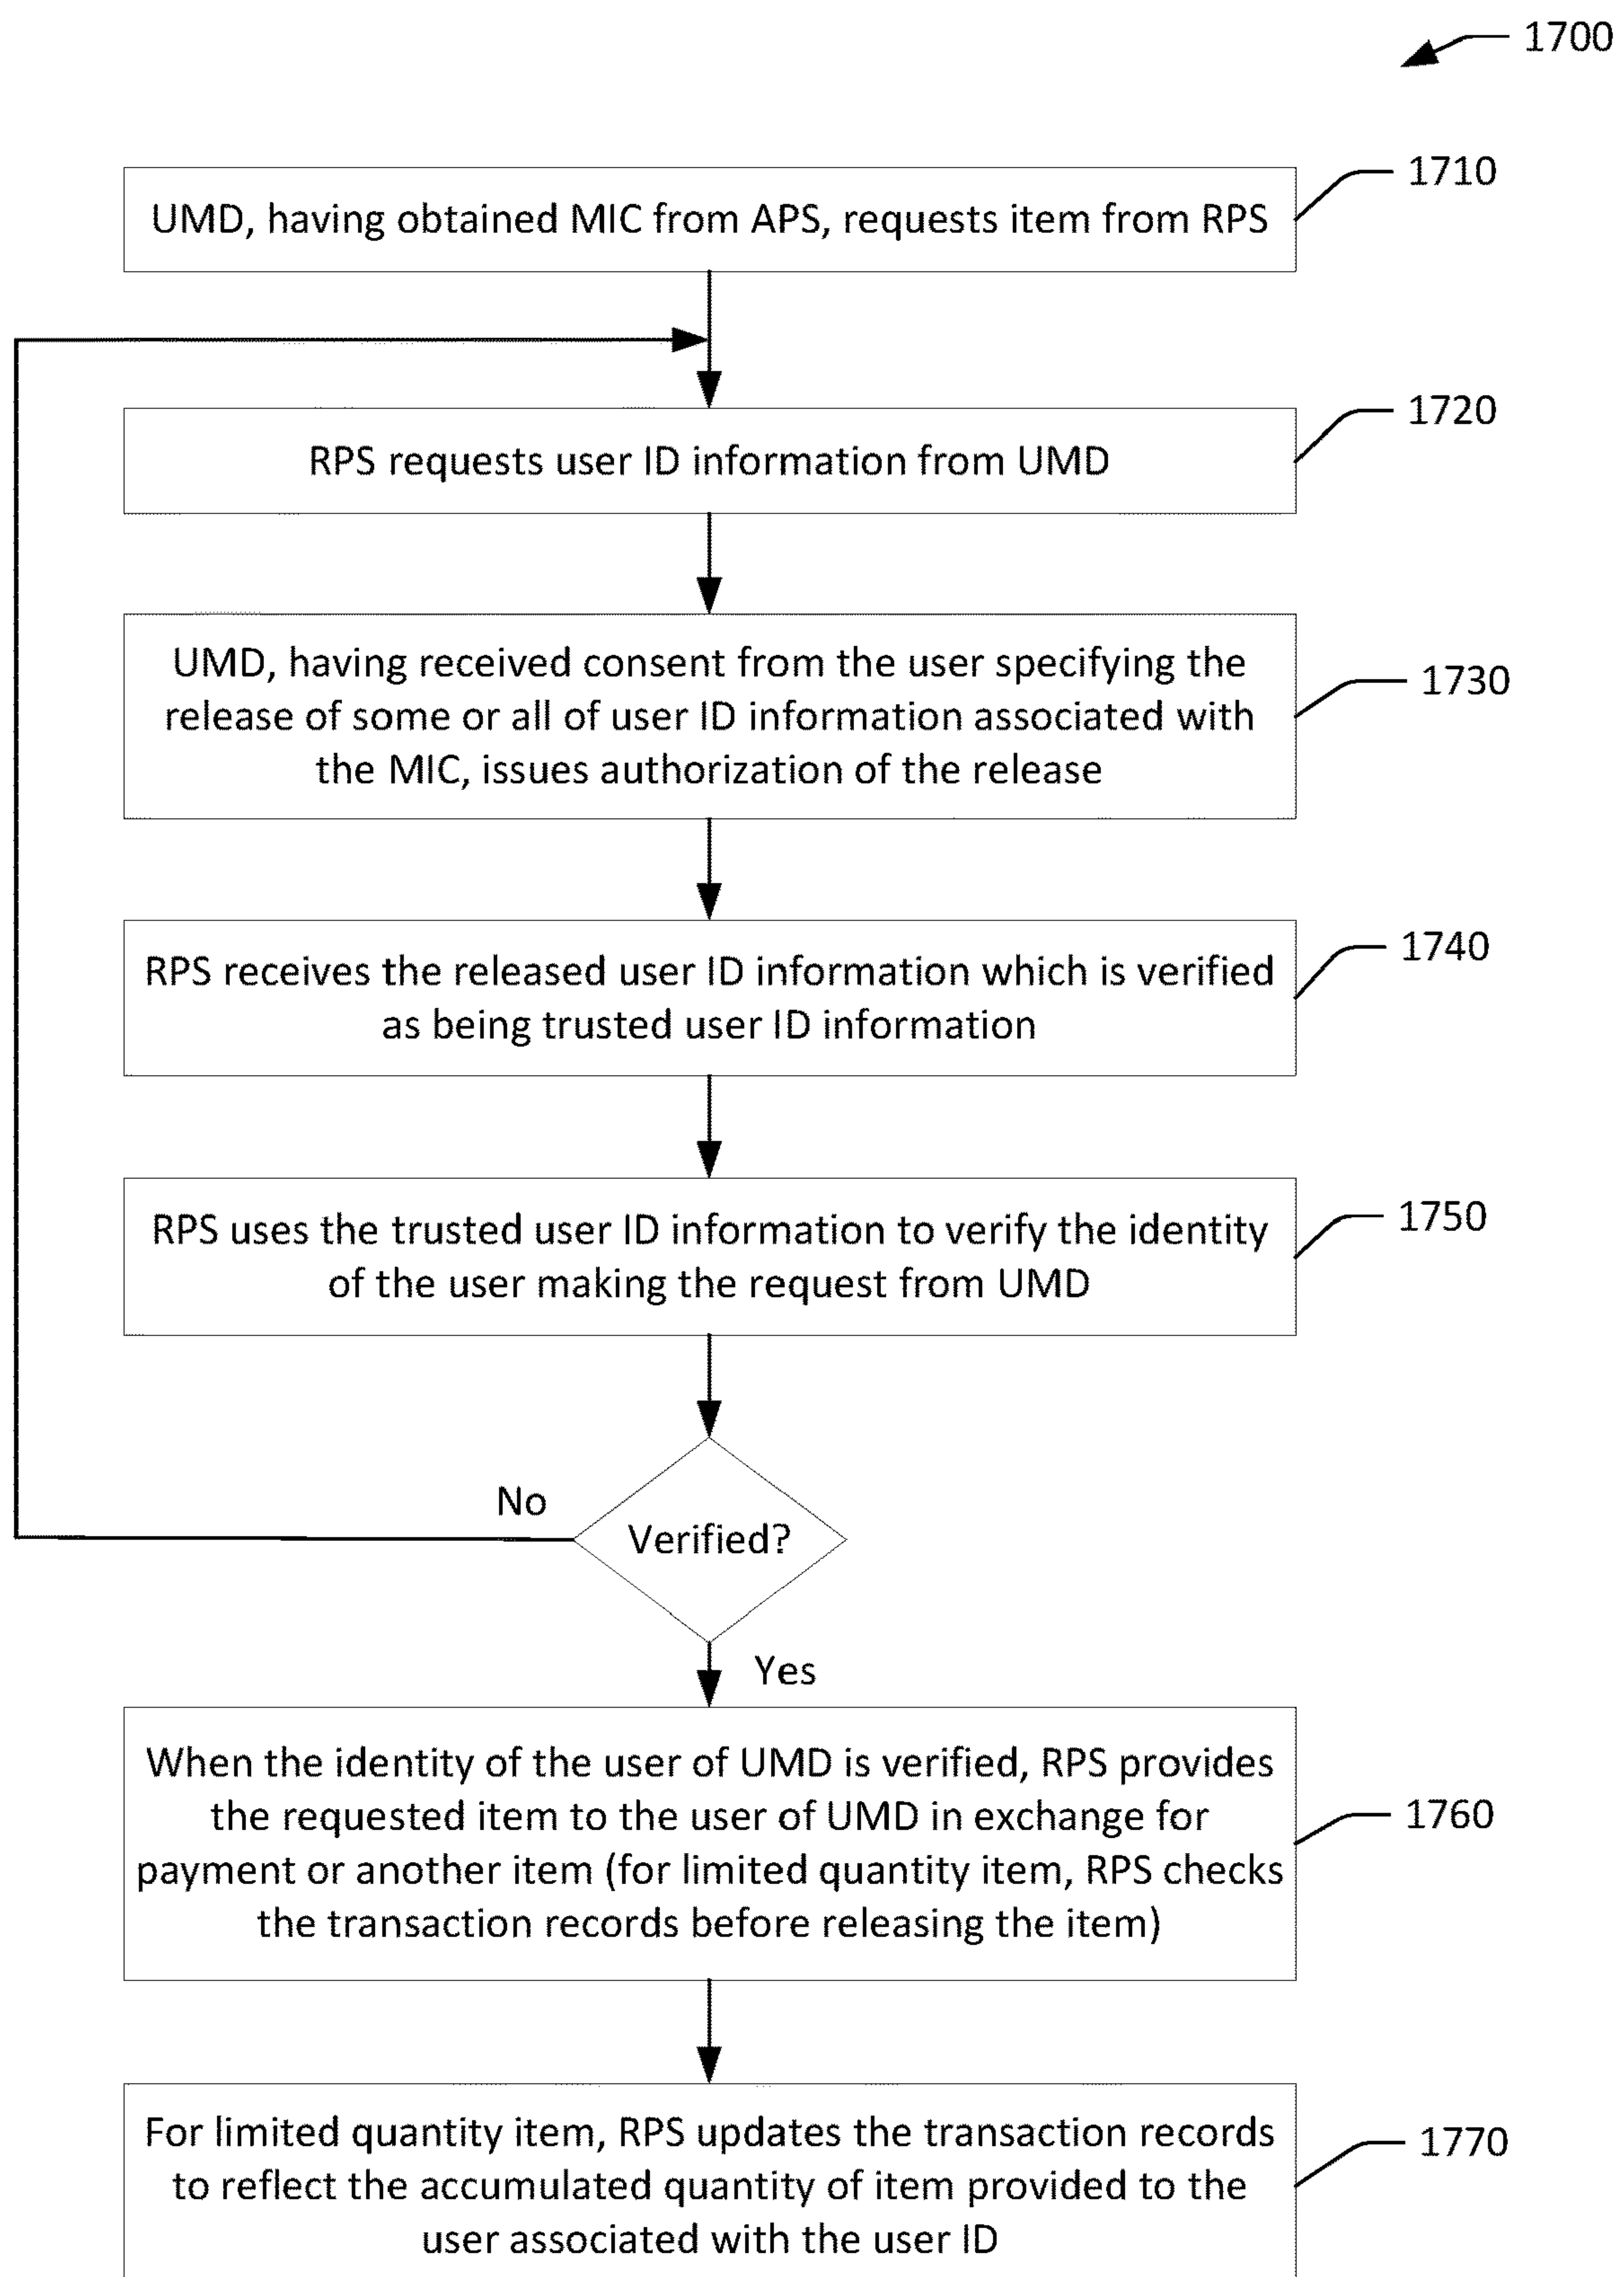 1700
1710
UMD, having obtained MIC from APS, requests item from RPS
1720
RPS requests user ID information from UMD
UMD, having received consent from the user specifying the
release of some or all of user ID information associated with
the MIC, issues authorization of the release
1730
1740
RPS receives the released user ID information which is verified
as being trusted user ID information
1750
RPS uses the trusted user ID information to verify the identity
of the user making the request from UMD
No
Verified?
Yes
When the identity of the user of UMD is verified, RPS provides
the requested item to the user of UMD in exchange for
payment or another item (for limited quantity item, RPS checks
the transaction records before releasing the item)
1760
For limited quantity item, RPS updates the transaction records
to reflect the accumulated quantity of item provided to the
user associated with the user ID
1770